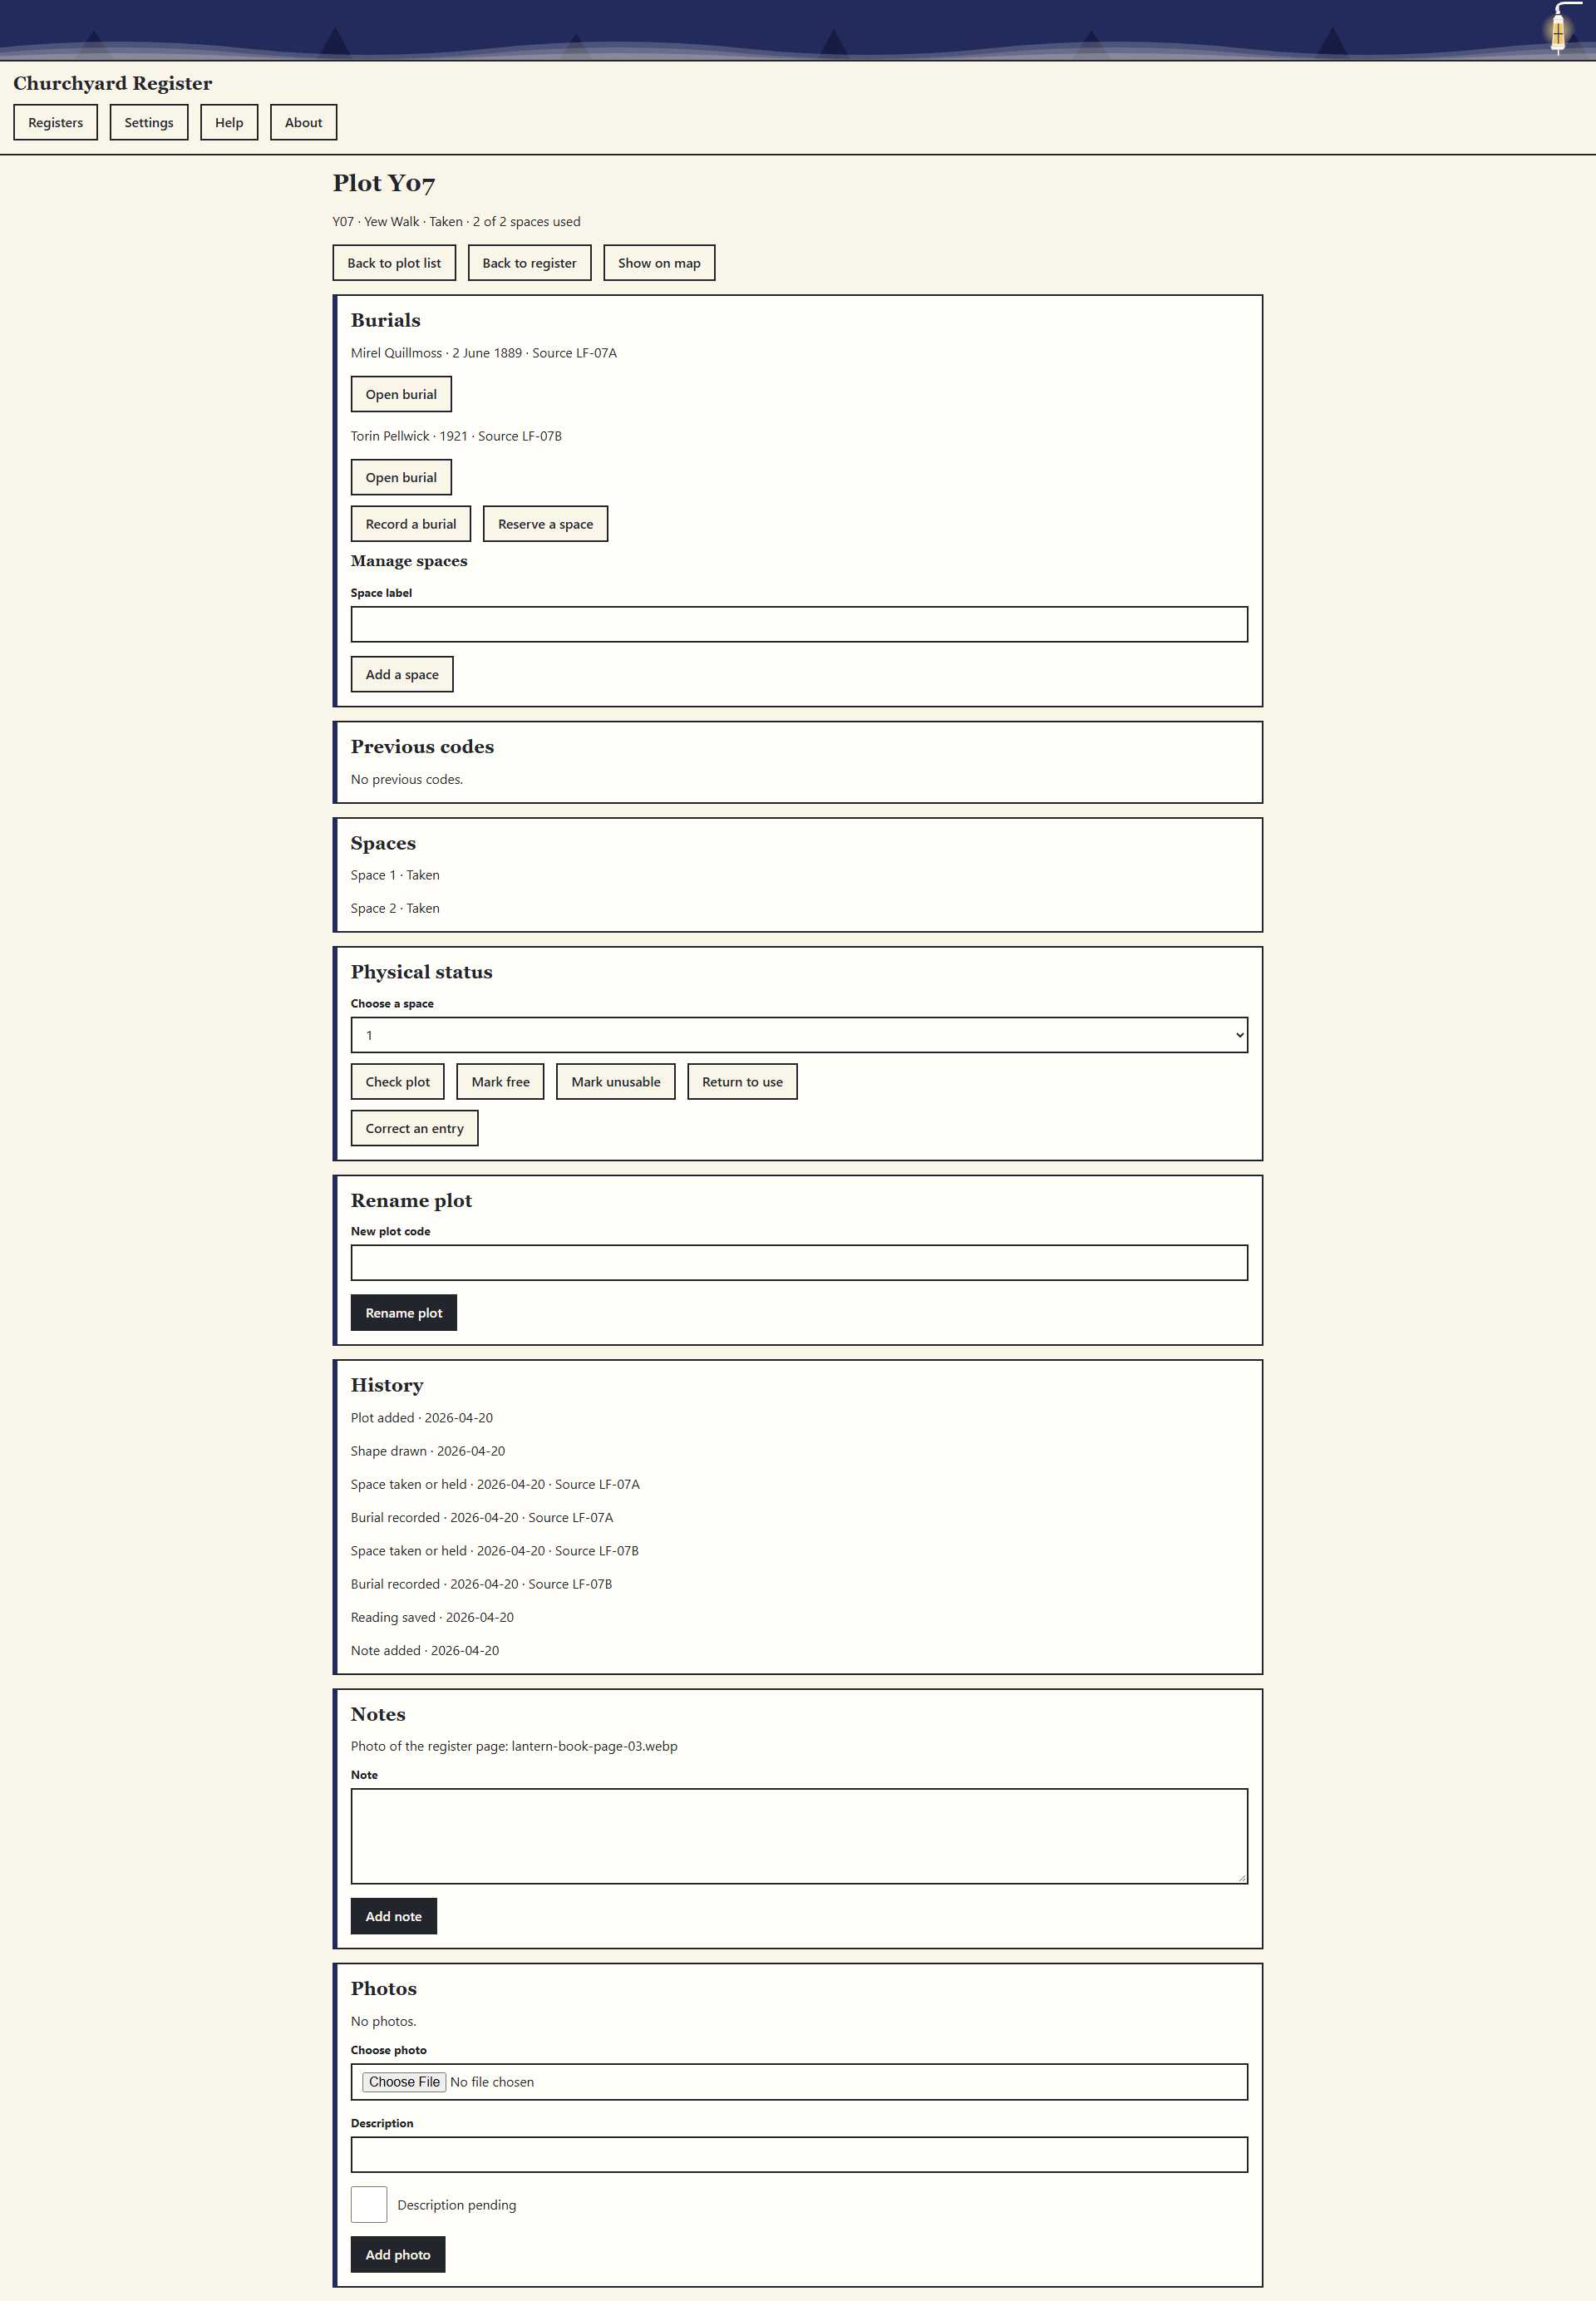 Churchyard Register
Registers Settings Help About
Plot Y07
Y07 · Yew Walk · Taken · 2 of 2 spaces used
Back to plot list Back to register Show on map
Burials
Mirel Quillmoss · 2 June 1889 · Source LF-07A
Open burial
Torin Pellwick · 1921 · Source LF-07B
Open burial
Record a burial Reserve a space
Manage spaces
Space label
Add a space
Previous codes
No previous codes.
Spaces
Space 1 · Taken
Space 2 · Taken
Physical status
Choose a space
1
Check plot Mark free Mark unusable Return to use
Correct an entry
Rename plot
New plot code
Rename plot
History
Plot added · 2026-04-20
Shape drawn · 2026-04-20
Space taken or held · 2026-04-20 · Source LF-07A
Burial recorded · 2026-04-20 · Source LF-07A
Space taken or held · 2026-04-20 · Source LF-07B
Burial recorded · 2026-04-20 · Source LF-07B
Reading saved · 2026-04-20
Note added · 2026-04-20
Notes
Photo of the register page: lantern-book-page-03.webp
Note
Add note
Photos
No photos.
Choose photo
Choose File No file chosen
Description
Description pending
Add photo